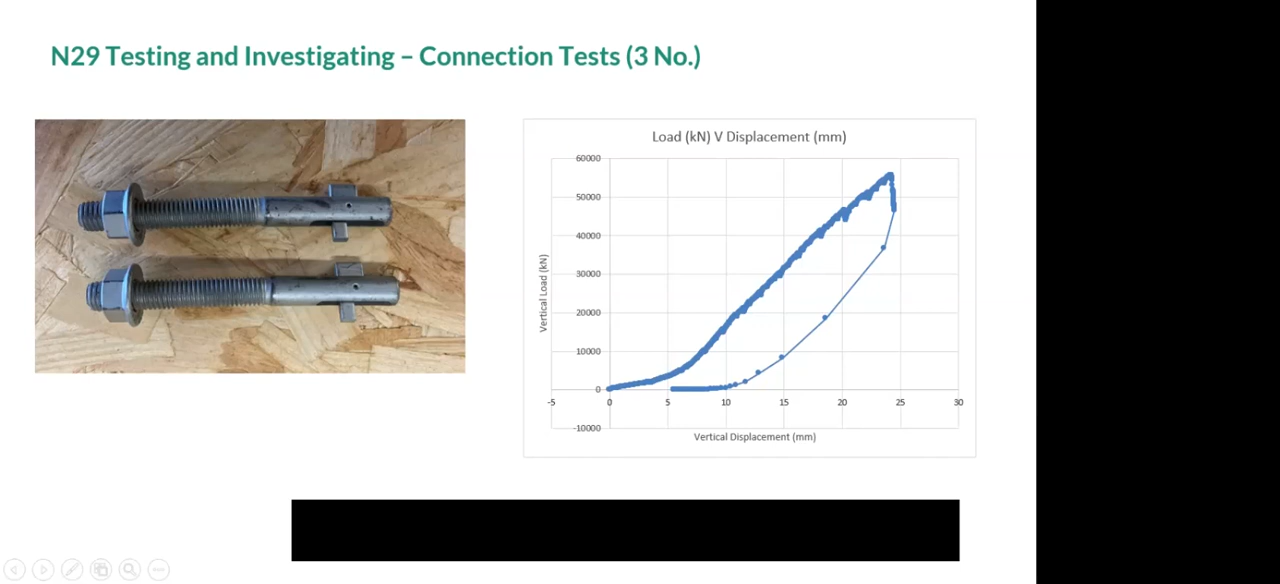 N29 Testing and Investigating – Connection Tests (3 No.)
Load (kN) V Displacement (mm)
60000
50000
40000
30000
20000
10000
0
-10000
Vertical Load (kN)
-5 0 5 10 15 20 25 30
Vertical Displacement (mm)